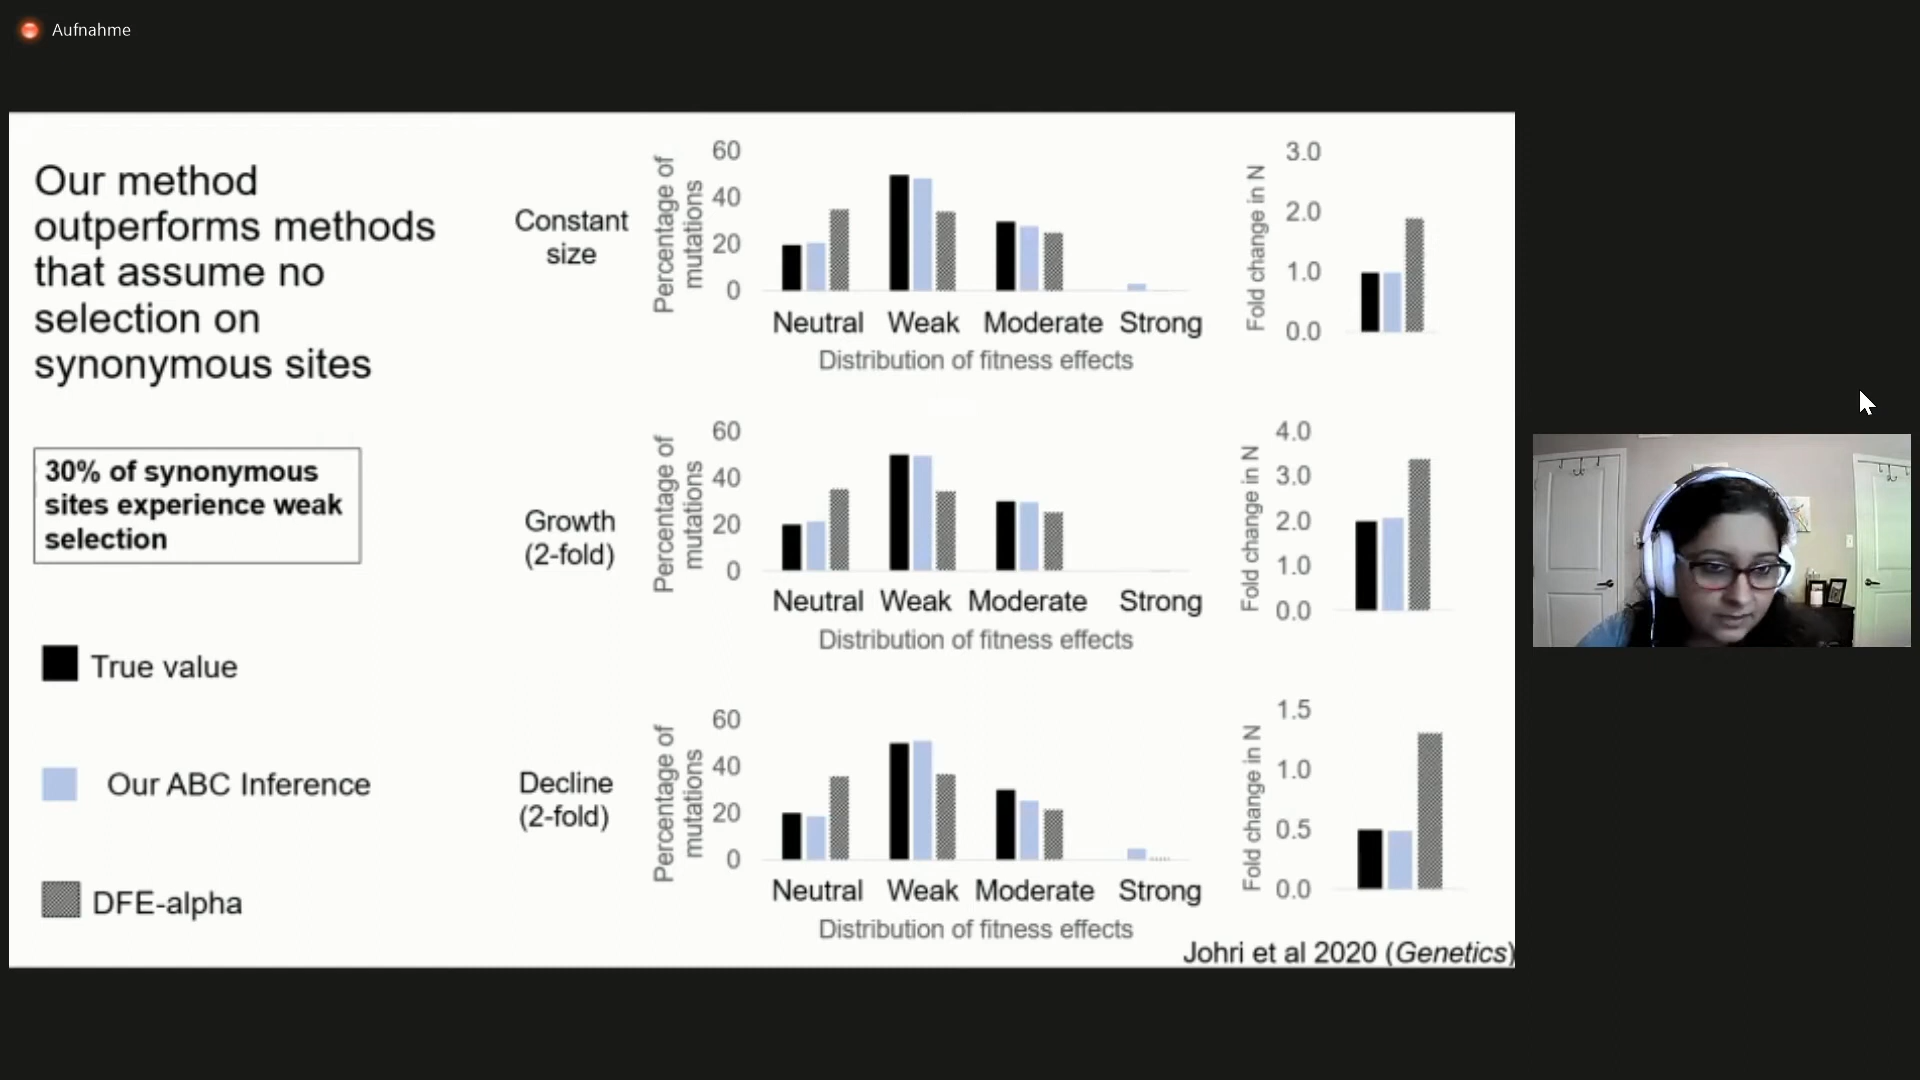 Aufnahme
Our method
outperforms methods
that assume no
selection on
synonymous sites
30% of synonymous
sites experience weak
selection
True value
Our ABC Inference
DFE-alpha
Constant
size
Percentage of
mutations
60
40
20
0
Neutral Weak Moderate Strong
Distribution of fitness effects
Fold change in N
3.0
2.0
1.0
0.0
Growth
(2-fold)
Percentage of
mutations
60
40
20
0
Neutral Weak Moderate Strong
Distribution of fitness effects
Fold change in N
4.0
3.0
2.0
1.0
0.0
Decline
(2-fold)
Percentage of
mutations
60
40
20
0
Neutral Weak Moderate Strong
Distribution of fitness effects
Fold change in N
1.5
1.0
0.5
0.0
Johri et al 2020 (Genetics)